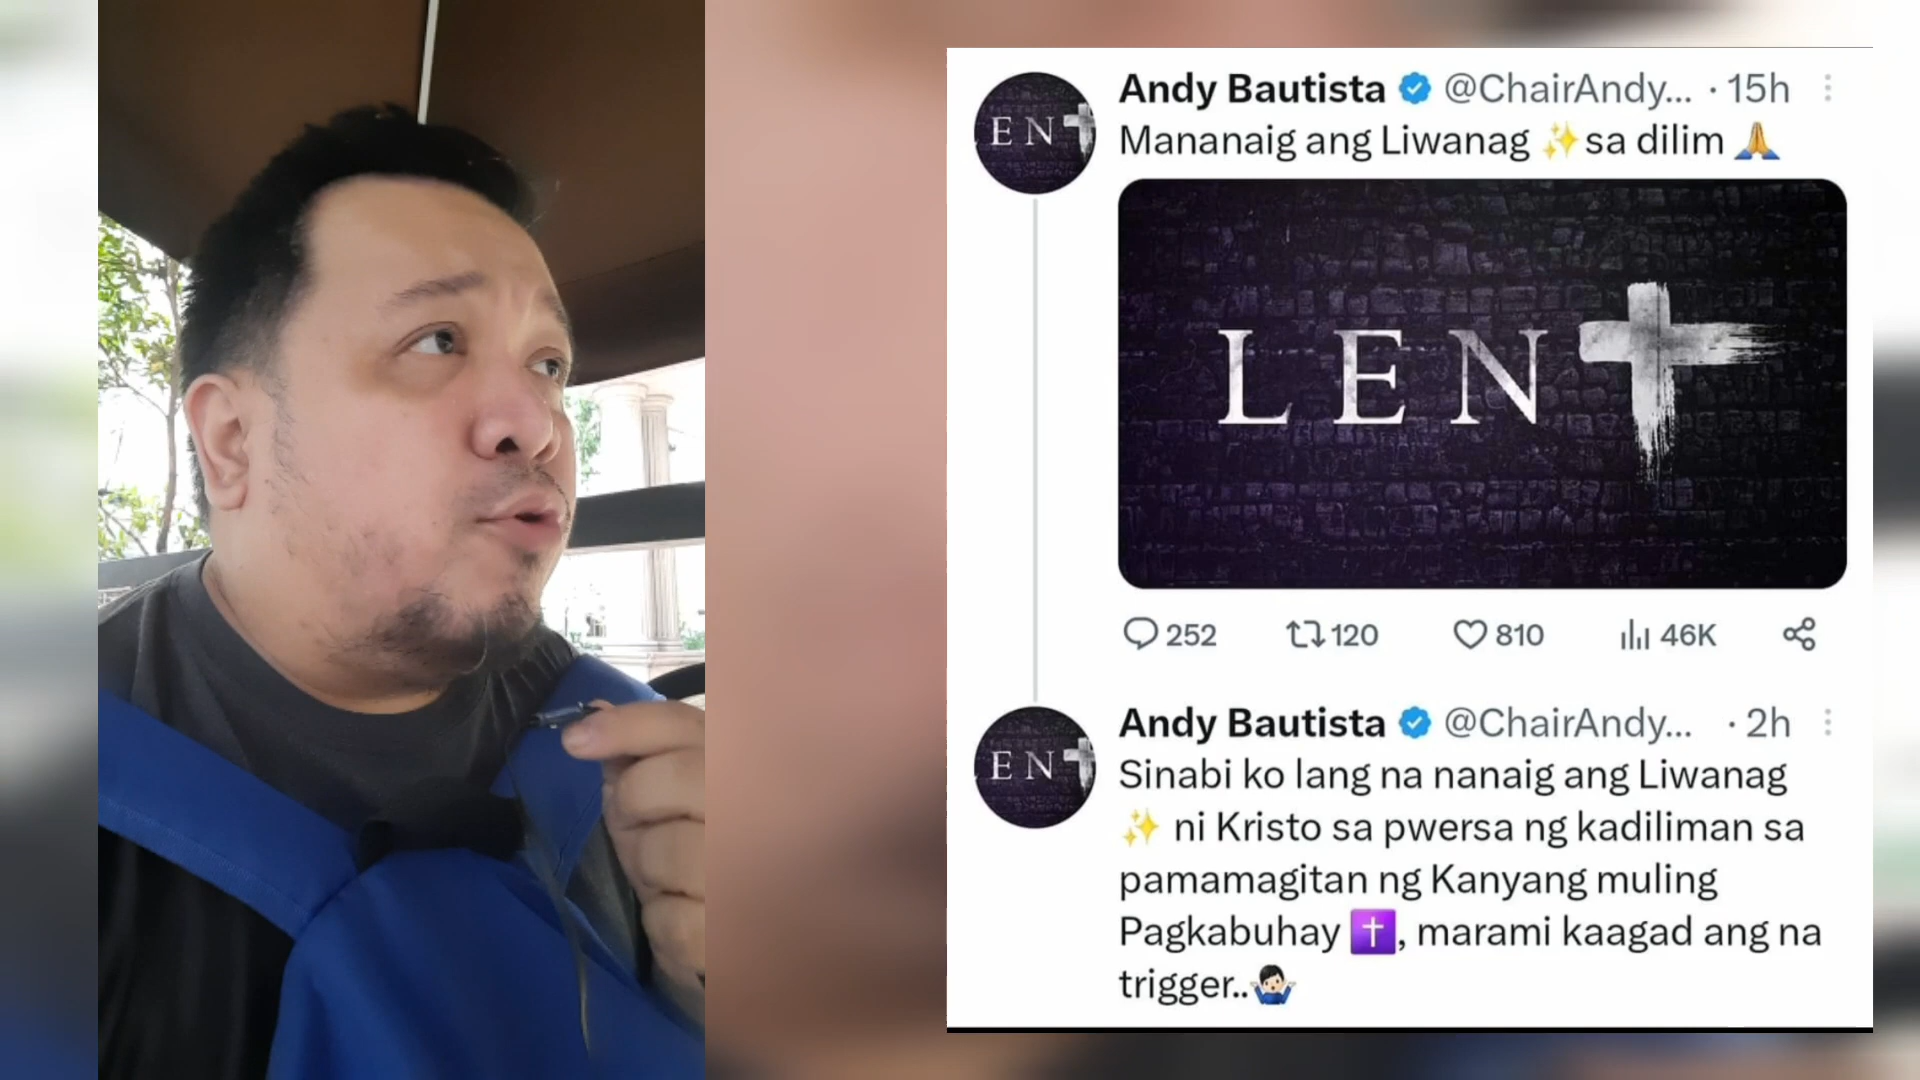 Andy Bautista @ChairAndy... · 15h
Mananaig ang Liwanag ✨sa dilim 🙏
LENT
252 120 810 46K
Andy Bautista @ChairAndy... · 2h
Sinabi ko lang na nanaig ang Liwanag
✨ ni Kristo sa pwersa ng kadiliman sa
pamamagitan ng Kanyang muling
Pagkabuhay ✝️, marami kaagad ang na
trigger..🤷🏻‍♂️
EN
EN